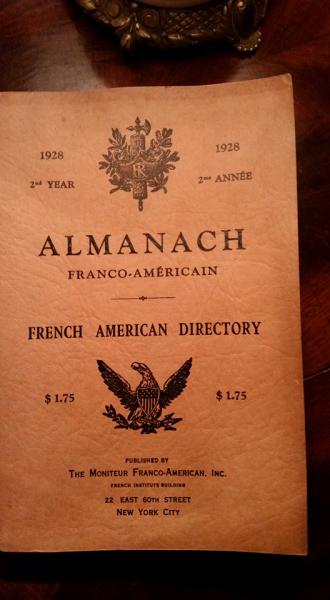 1928
1928
2nd YEAR
2me ANNÉE
RF
ALMANACH
FRANCO-AMÉRICAIN
FRENCH AMERICAN DIRECTORY
$1.75
$1.75
PUBLISHED BY
THE MONITEUR FRANCO-AMERICAN, INC.
FRENCH INSTITUTE BUILDING
22 EAST 60TH STREET
NEW YORK CITY